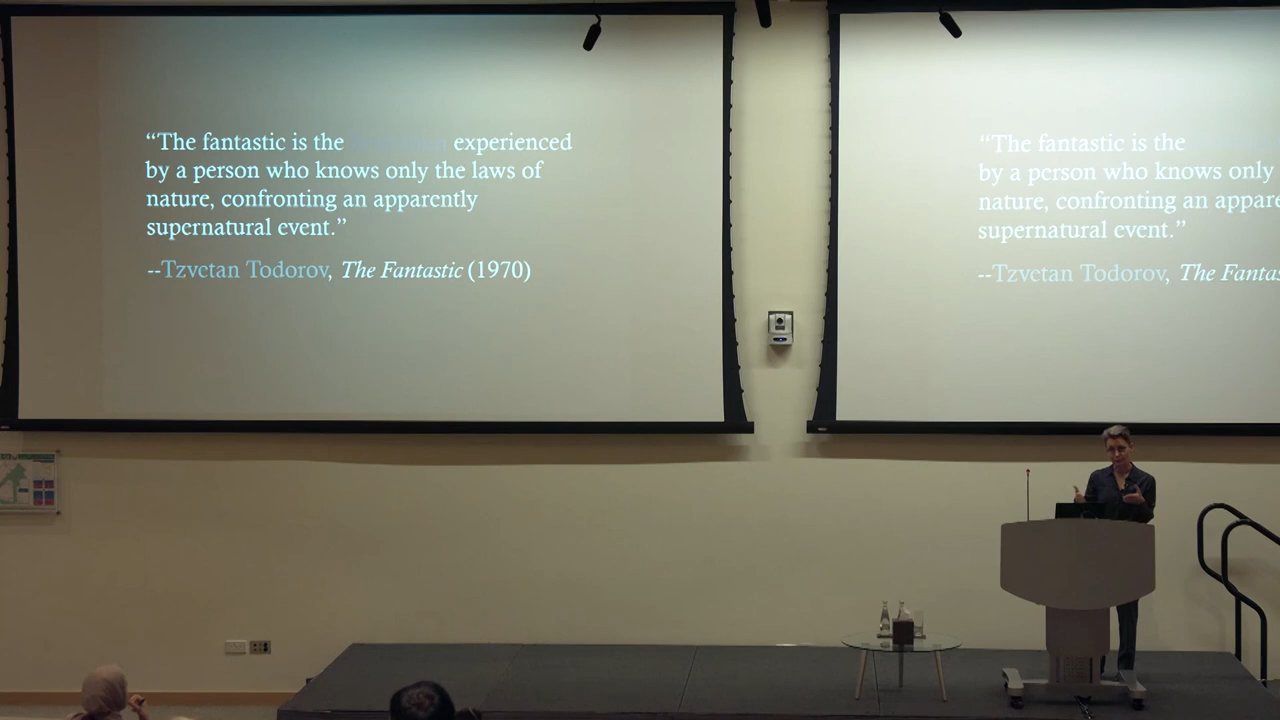 “The fantastic is the experienced
by a person who knows only the laws of
nature, confronting an apparently
supernatural event.”
--Tzvetan Todorov, The Fantastic (1970)
“The fantastic is the
by a person who knows only
nature, confronting an appare
supernatural event.”
--Tzvetan Todorov, The Fantas